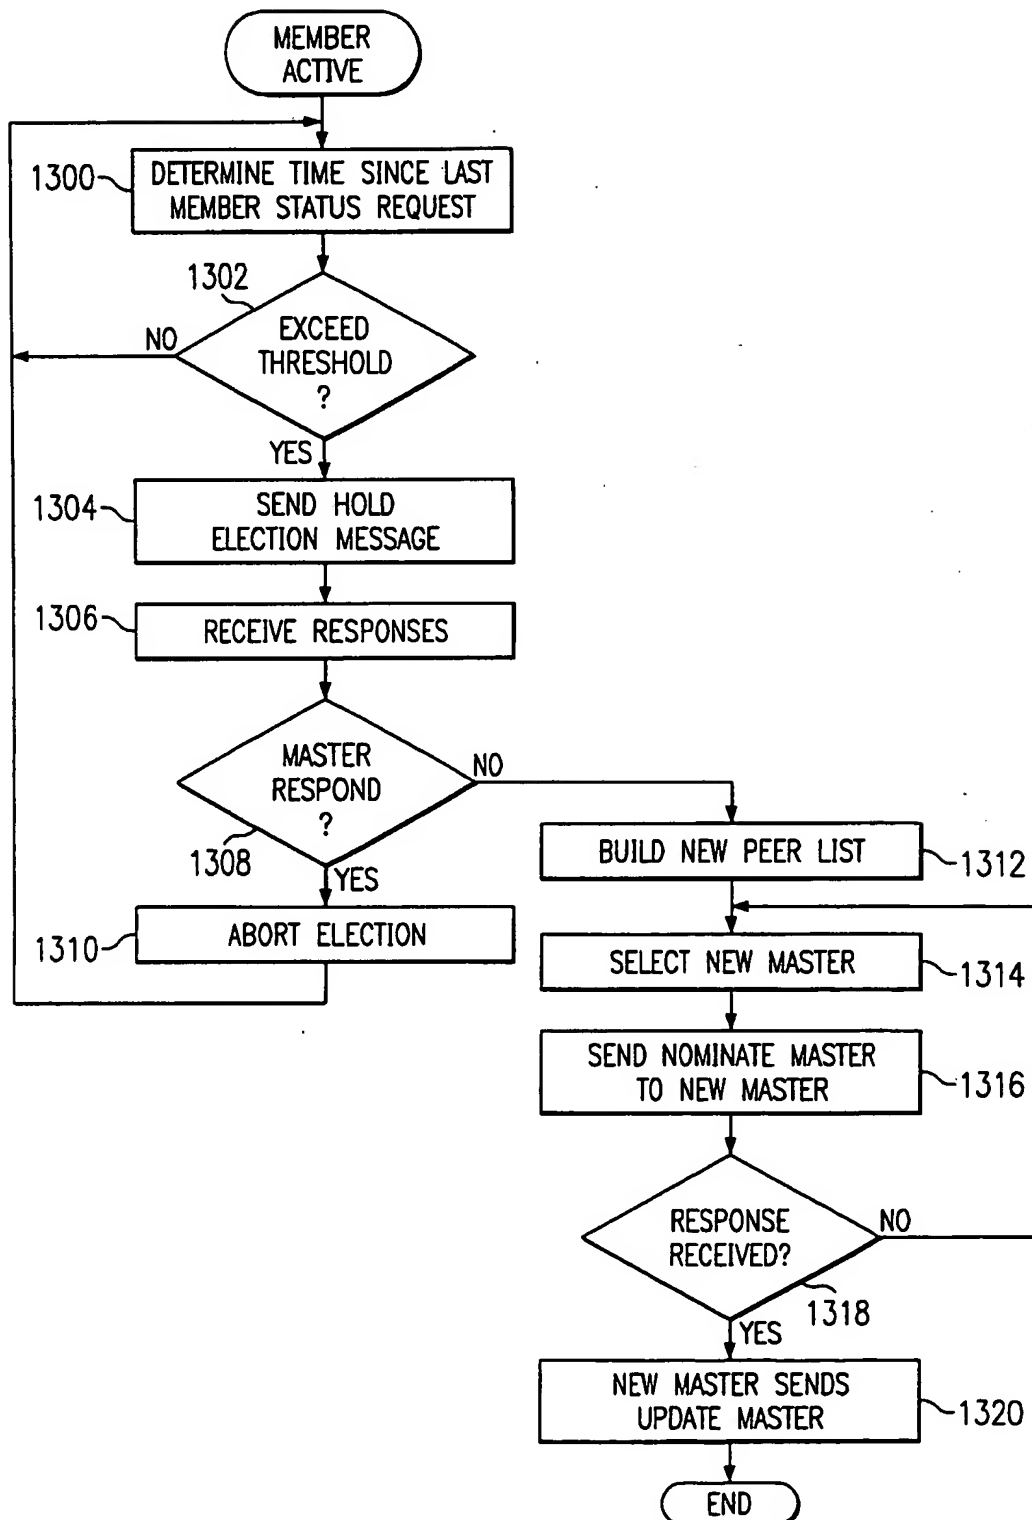 MEMBER
ACTIVE
1300
DETERMINE TIME SINCE LAST
MEMBER STATUS REQUEST
1302
EXCEED
THRESHOLD
?
NO
YES
1304
SEND HOLD
ELECTION MESSAGE
1306
RECEIVE RESPONSES
MASTER
RESPOND
?
NO
1308
YES
1310
ABORT ELECTION
BUILD NEW PEER LIST
1312
SELECT NEW MASTER
1314
SEND NOMINATE MASTER
TO NEW MASTER
1316
RESPONSE
RECEIVED?
NO
1318
YES
NEW MASTER SENDS
UPDATE MASTER
1320
END